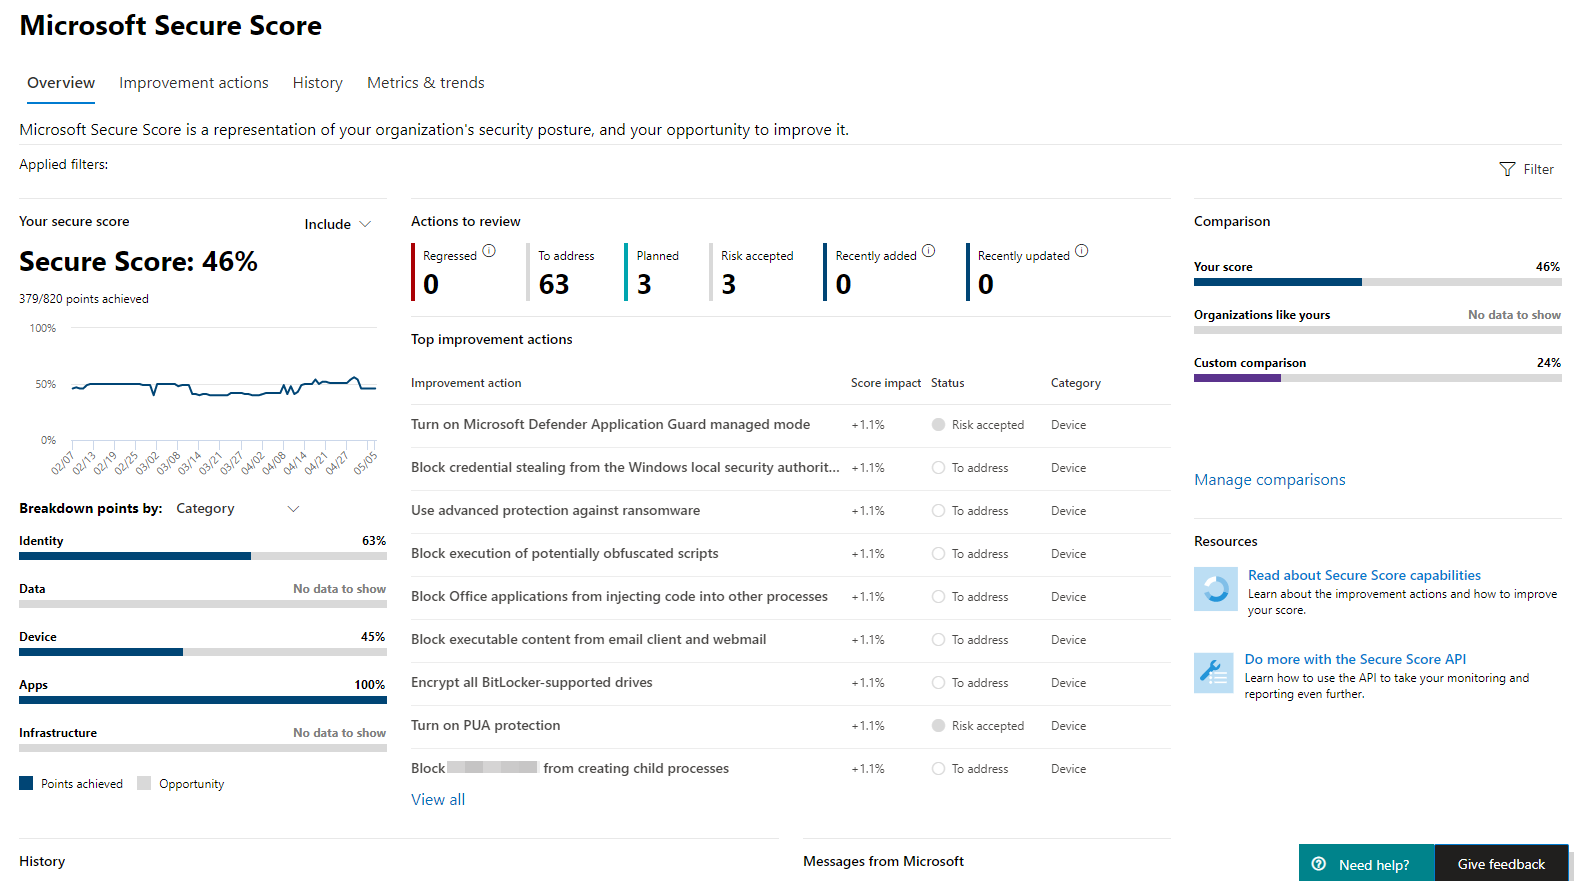 Microsoft Secure Score
Overview Improvement actions History Metrics & trends
Microsoft Secure Score is a representation of your organization's security posture, and your opportunity to improve it.
Applied filters:
Filter
Your secure score
Include
Secure Score: 46%
379/820 points achieved
100%
50%
0%
02/07 02/13 02/19 02/25 03/02 03/08 03/14 03/21 03/27 04/02 04/08 04/14 04/21 04/27 05/05
Breakdown points by: Category
Identity 63%
Data No data to show
Device 45%
Apps 100%
Infrastructure No data to show
Points achieved Opportunity
Actions to review
Regressed To address Planned Risk accepted Recently added Recently updated
0 63 3 3 0 0
Top improvement actions
Improvement action Score impact Status Category
Turn on Microsoft Defender Application Guard managed mode +1.1% Risk accepted Device
Block credential stealing from the Windows local security authorit... +1.1% To address Device
Use advanced protection against ransomware +1.1% To address Device
Block execution of potentially obfuscated scripts +1.1% To address Device
Block Office applications from injecting code into other processes +1.1% To address Device
Block executable content from email client and webmail +1.1% To address Device
Encrypt all BitLocker-supported drives +1.1% To address Device
Turn on PUA protection +1.1% Risk accepted Device
Block from creating child processes +1.1% To address Device
View all
Comparison
Your score 46%
Organizations like yours No data to show
Custom comparison 24%
Manage comparisons
Resources
Read about Secure Score capabilities
Learn about the improvement actions and how to improve
your score.
Do more with the Secure Score API
Learn how to use the API to take your monitoring and
reporting even further.
History
Messages from Microsoft
Need help?
Give feedback